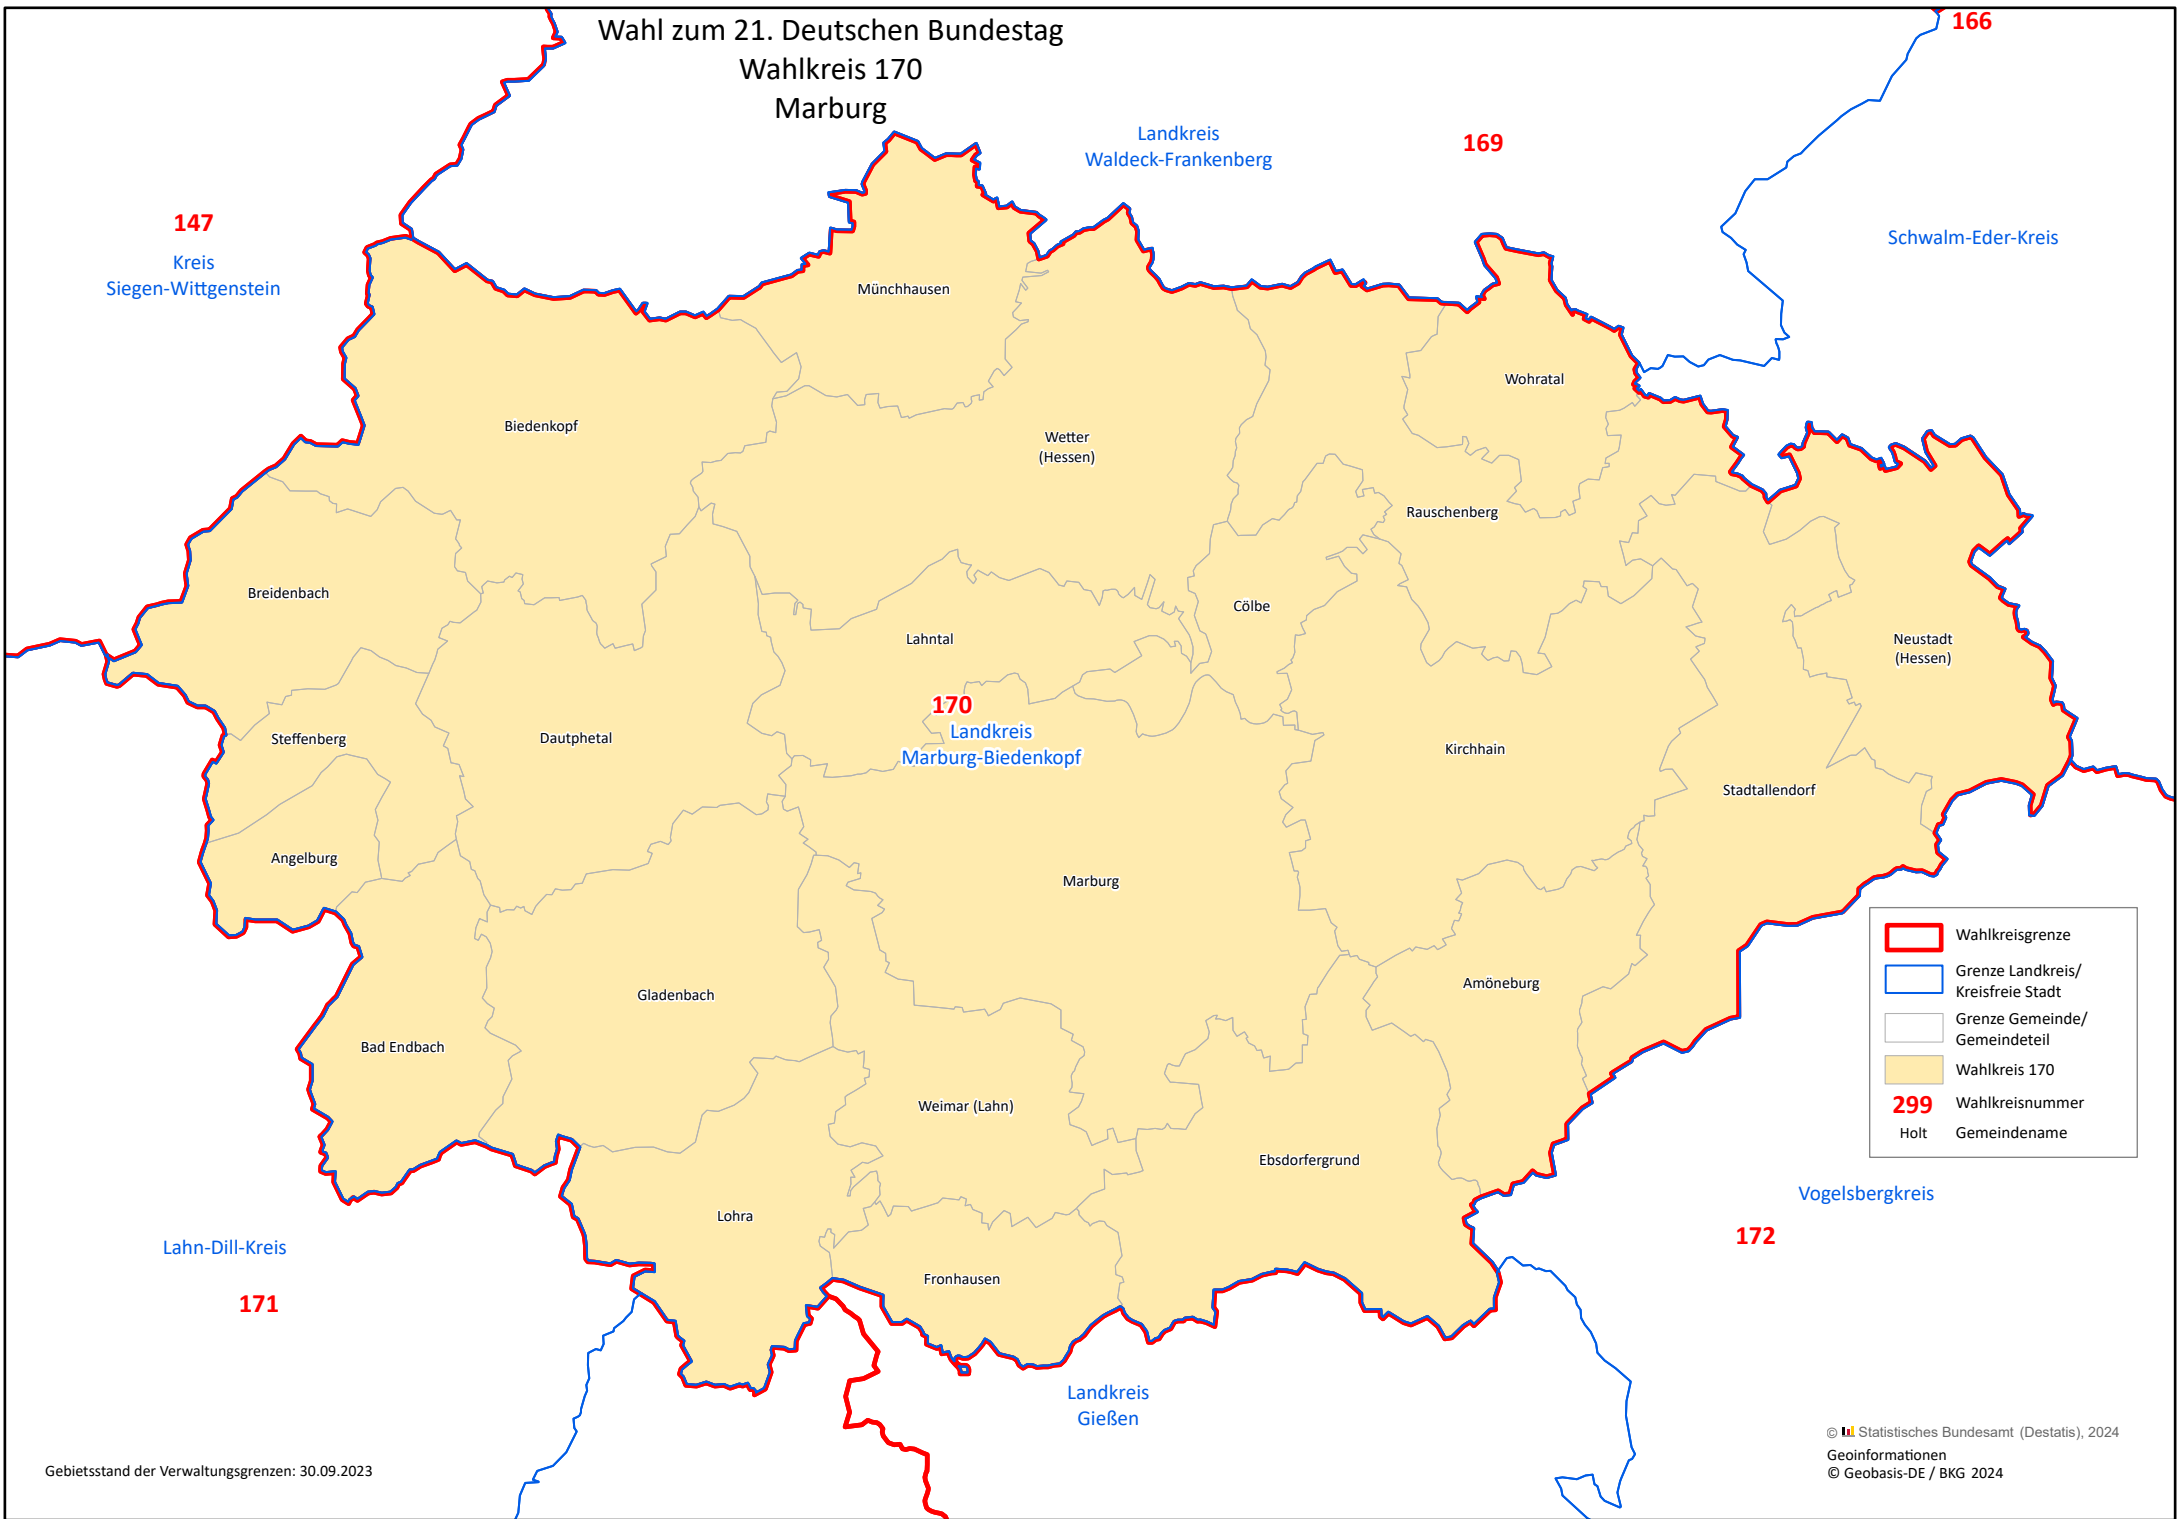 Wahl zum 21. Deutschen Bundestag
Wahlkreis 170
Marburg
166
Landkreis
Waldeck-Frankenberg
169
147
Kreis
Siegen-Wittgenstein
Schwalm-Eder-Kreis
Münchhausen
Wohratal
Biedenkopf
Wetter
(Hessen)
Rauschenberg
Breidenbach
Cölbe
Lahntal
Neustadt
(Hessen)
170
Landkreis
Marburg-Biedenkopf
Steffenberg
Dautphetal
Kirchhain
Stadtallendorf
Angelburg
Marburg
Amöneburg
Gladenbach
Bad Endbach
Weimar (Lahn)
Ebsdorfergrund
Lohra
Fronhausen
Wahlkreisgrenze
Grenze Landkreis/
Kreisfreie Stadt
Grenze Gemeinde/
Gemeindeteil
Wahlkreis 170
299 Wahlkreisnummer
Holt Gemeindename
Vogelsbergkreis
172
Lahn-Dill-Kreis
171
Landkreis
Gießen
Gebietsstand der Verwaltungsgrenzen: 30.09.2023
© Statistisches Bundesamt (Destatis), 2024
Geoinformationen
© Geobasis-DE / BKG 2024